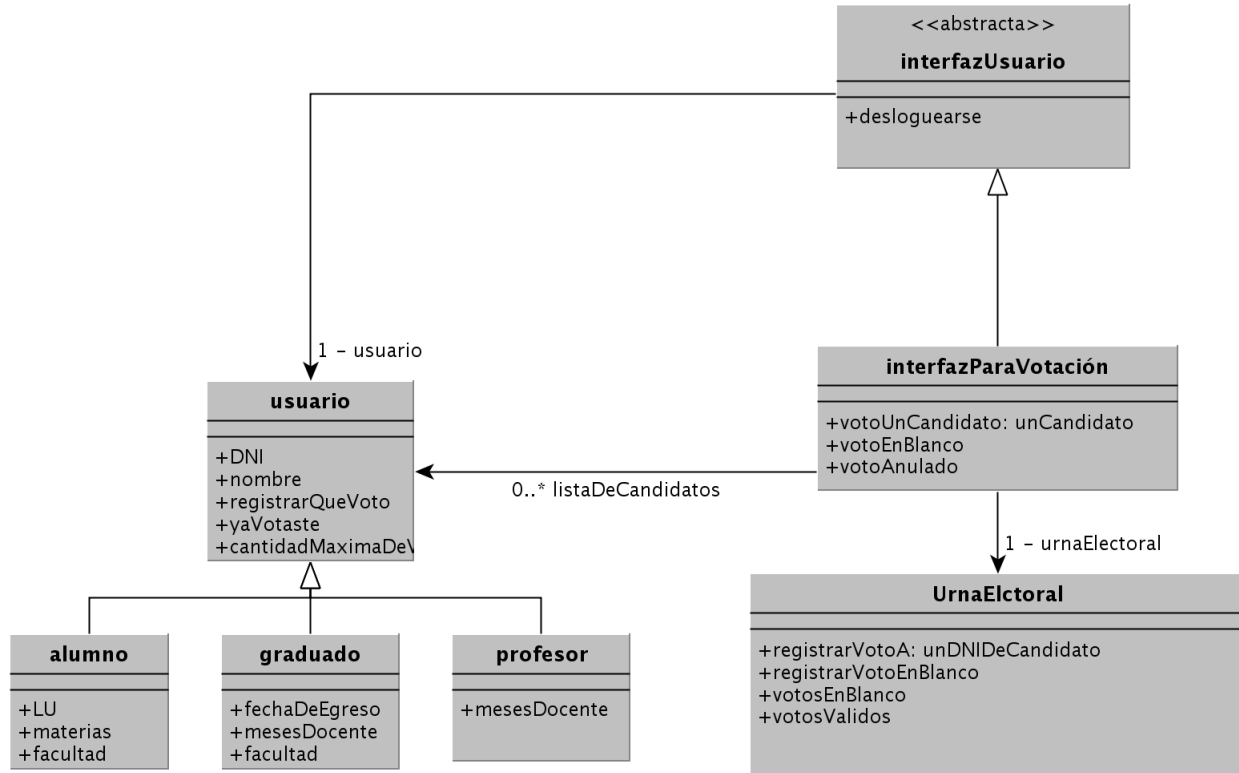 <<abstracta>>
interfazUsuario
+desloguearse
1 – usuario
usuario
+DNI
+nombre
+registrarQueVoto
+yaVotaste
+cantidadMaximaDeV
interfazParaVotación
+votoUnCandidato: unCandidato
+votoEnBlanco
+votoAnulado
0..* listaDeCandidatos
1 – urnaElectoral
UrnaElctoral
+registrarVotoA: unDNIDeCandidato
+registrarVotoEnBlanco
+votosEnBlanco
+votosValidos
alumno
+LU
+materias
+facultad
graduado
+fechaDeEgreso
+mesesDocente
+facultad
profesor
+mesesDocente